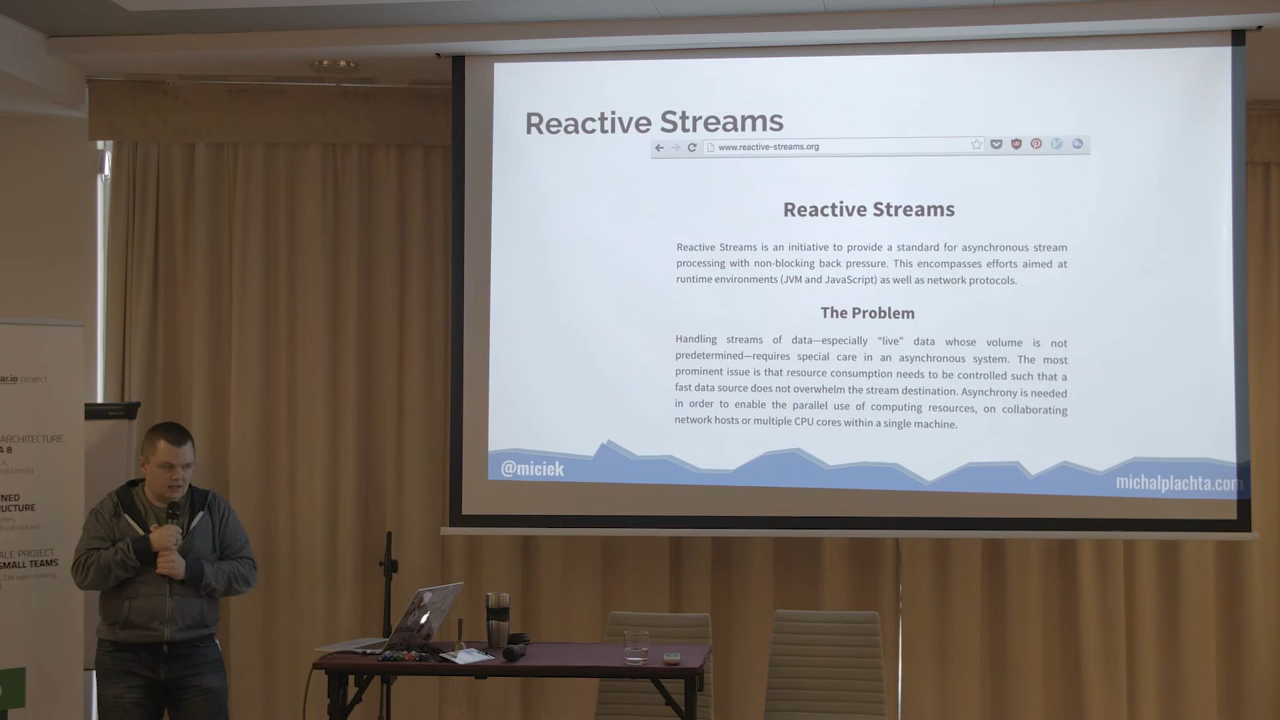 Reactive Streams
www.reactive-streams.org
Reactive Streams
Reactive Streams is an initiative to provide a standard for asynchronous stream
processing with non-blocking back pressure. This encompasses efforts aimed at
runtime environments (JVM and JavaScript) as well as network protocols.
The Problem
Handling streams of data—especially “live” data whose volume is not
predetermined—requires special care in an asynchronous system. The most
prominent issue is that resource consumption needs to be controlled such that a
fast data source does not overwhelm the stream destination. Asynchrony is needed
in order to enable the parallel use of computing resources, on collaborating
network hosts or multiple CPU cores within a single machine.
@miciek
michalplachta.com
ar.io project
ARCHITECTURE
A 8
NED
RUCTURE
ALE PROJECT
SMALL TEAMS